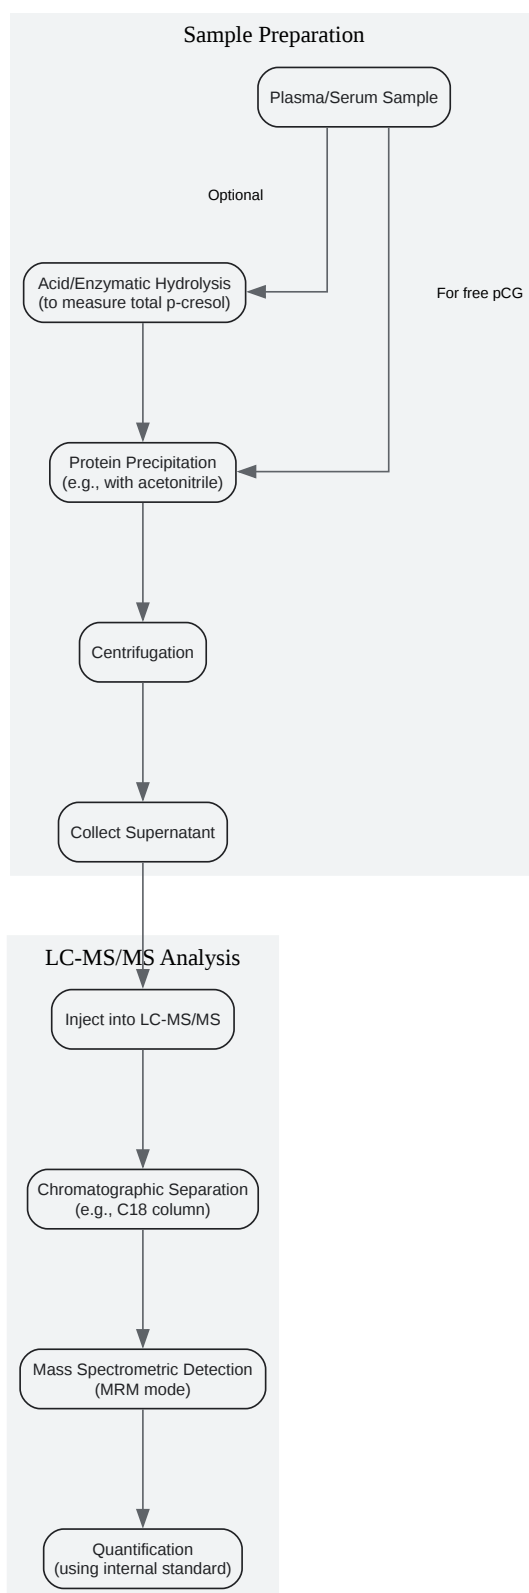 Sample Preparation
Plasma/Serum Sample
Optional
Acid/Enzymatic Hydrolysis
(to measure total p-cresol)
For free pCG
Protein Precipitation
(e.g., with acetonitrile)
Centrifugation
Collect Supernatant
LC-MS/MS Analysis
Inject into LC-MS/MS
Chromatographic Separation
(e.g., C18 column)
Mass Spectrometric Detection
(MRM mode)
Quantification
(using internal standard)